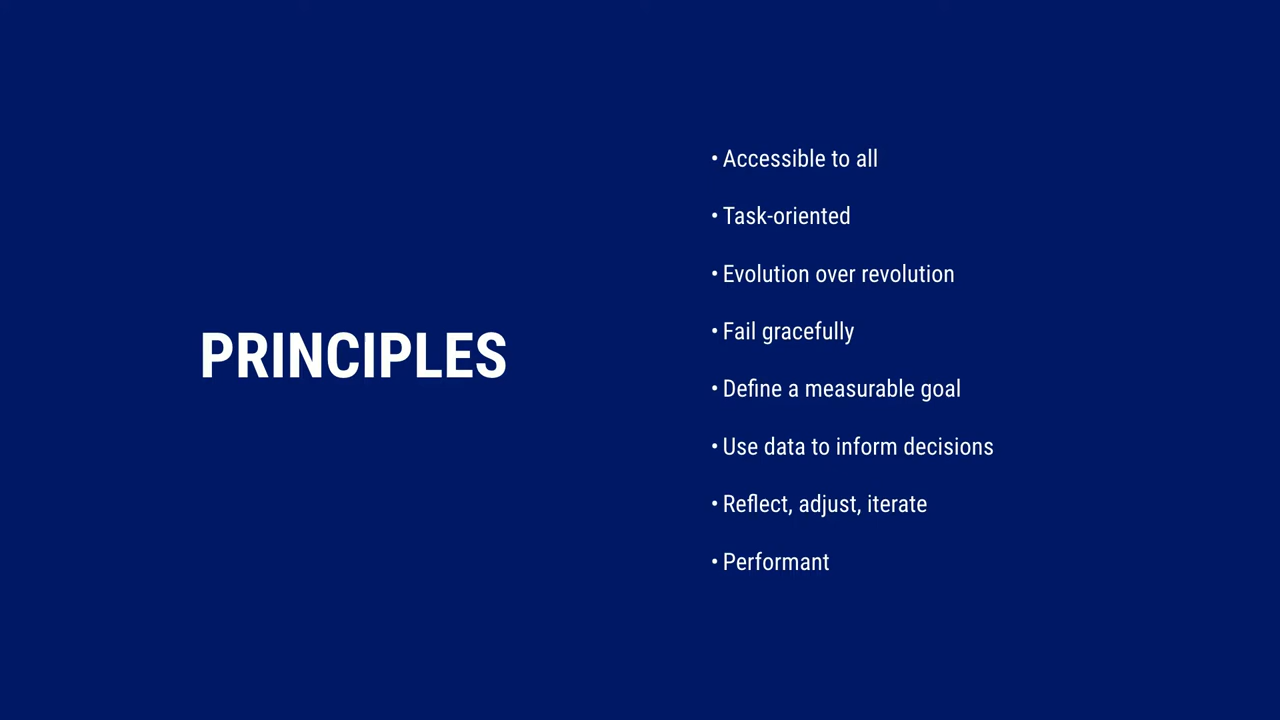 PRINCIPLES
• Accessible to all
• Task-oriented
• Evolution over revolution
• Fail gracefully
• Define a measurable goal
• Use data to inform decisions
• Reflect, adjust, iterate
• Performant